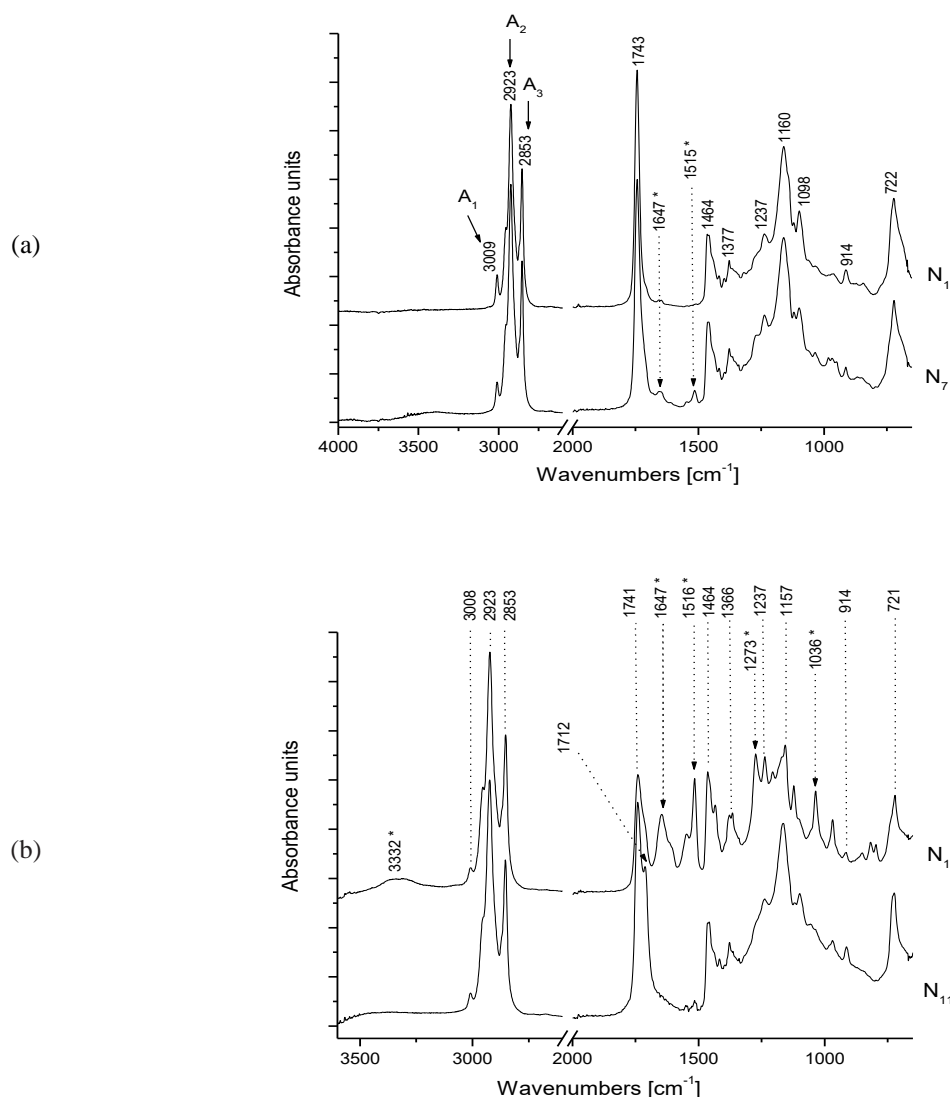 (a)
Absorbance units
A1
A2
A3
3009
2923
2853
1743
1647 *
1515 *
1464
1377
1237
1160
1098
914
722
N1
N7
4000 3500 3000 2500 2000 1500 1000
Wavenumbers [cm-1]
(b)
Absorbance units
3332 *
3008
2923
2853
1712
1741
1647 *
1516 *
1464
1366
1273 *
1237
1157
1036 *
914
721
N1
N11
3500 3000 2000 1500 1000
Wavenumbers [cm-1]